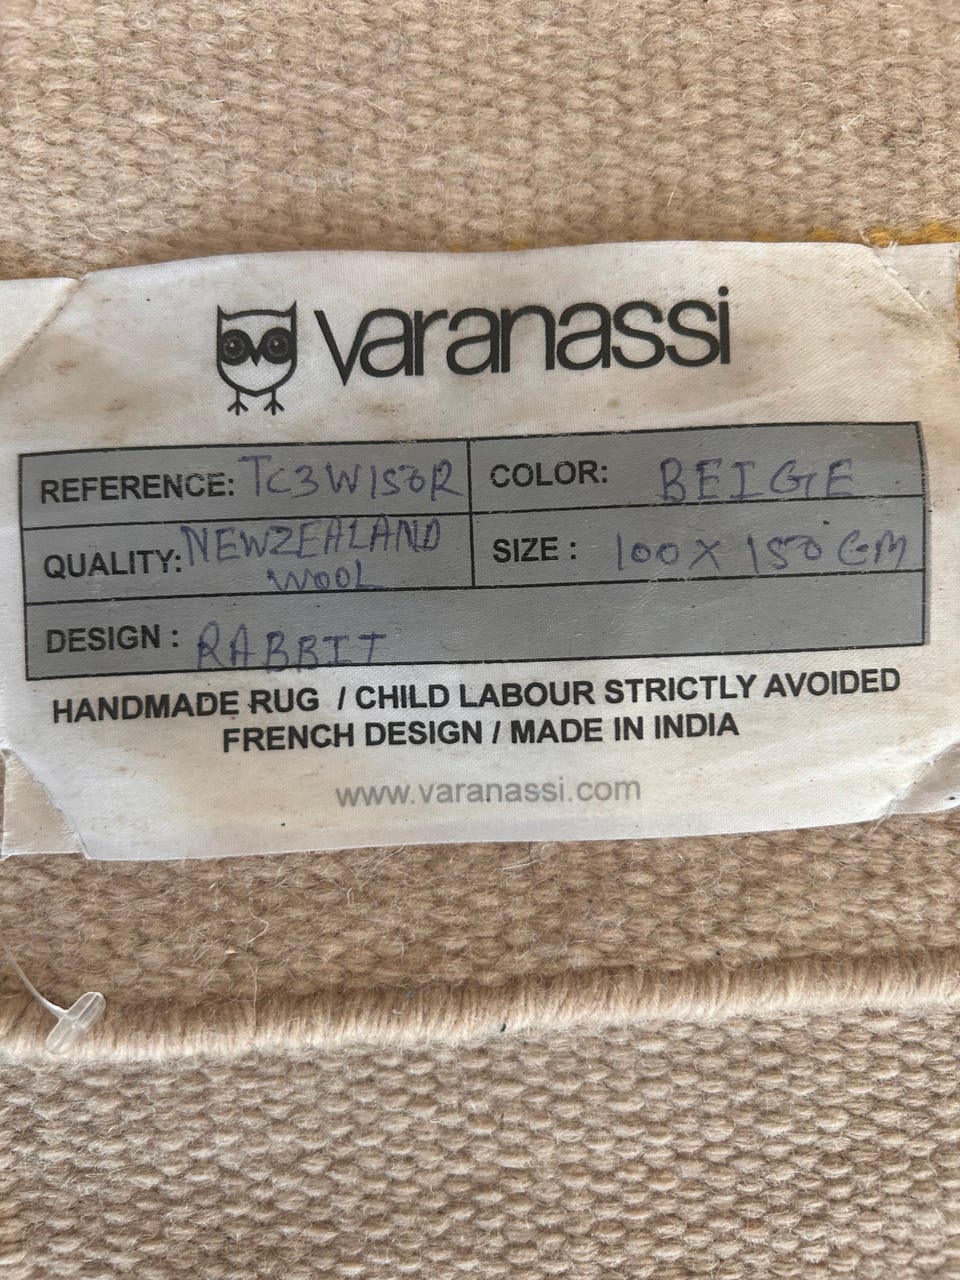 varanassi
REFERENCE: TC3W150R
COLOR: BEIGE
QUALITY: NEWZEALAND
WOOL
SIZE : 100 X 150 CM
DESIGN : RABBIT
HANDMADE RUG / CHILD LABOUR STRICTLY AVOIDED
FRENCH DESIGN / MADE IN INDIA
www.varanassi.com